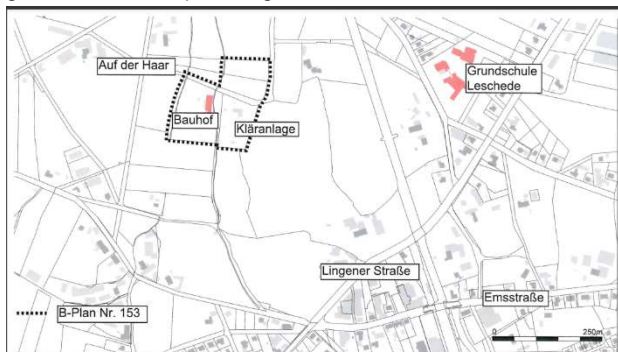 Auf der Haar
Grundschule
Leschede
Bauhof
Kläranlage
Lingener Straße
Emsstraße
B-Plan Nr. 153
0
250m